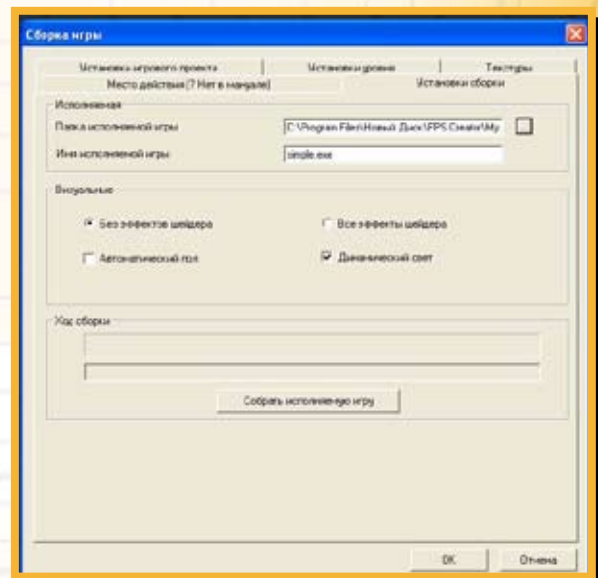 Сборка игры
Установки игрового проекта Установки уровня Текстуры
Место действия (? Нет в мануале) Установки сборки
Исполняемая
Папка исполняемой игры C:\Program Files\Новый Диск\FPS Creator\My
Имя исполняемой игры simple.exe
Визуальные
Без эффектов шейдера Все эффекты шейдера
Автоматический пол Динамический свет
Ход сборки
Собрать исполняемую игру
OK Отмена